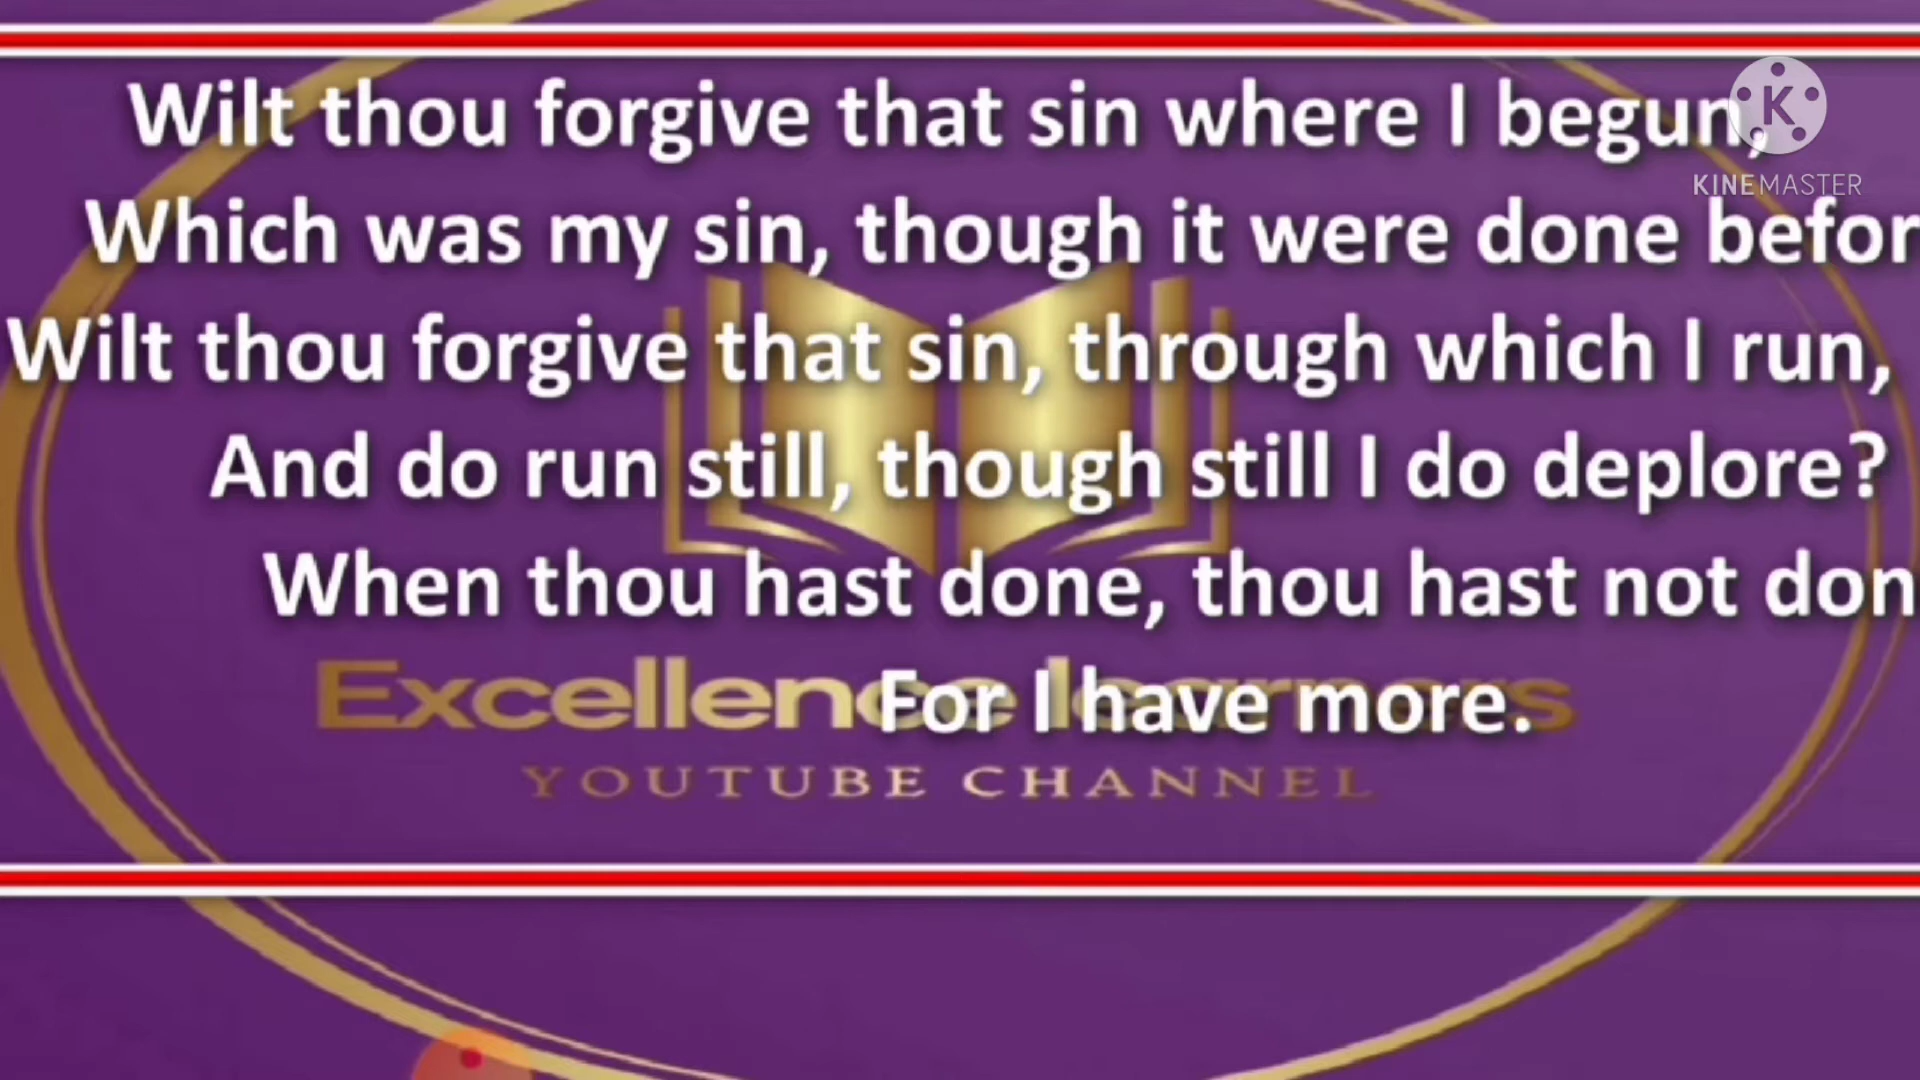 Wilt thou forgive that sin where I begun,
KINEMASTER
Which was my sin, though it were done befor
Wilt thou forgive that sin, through which I run,
And do run still, though still I do deplore?
When thou hast done, thou hast not don
For I have more.
Excellence learners
YOUTUBE CHANNEL